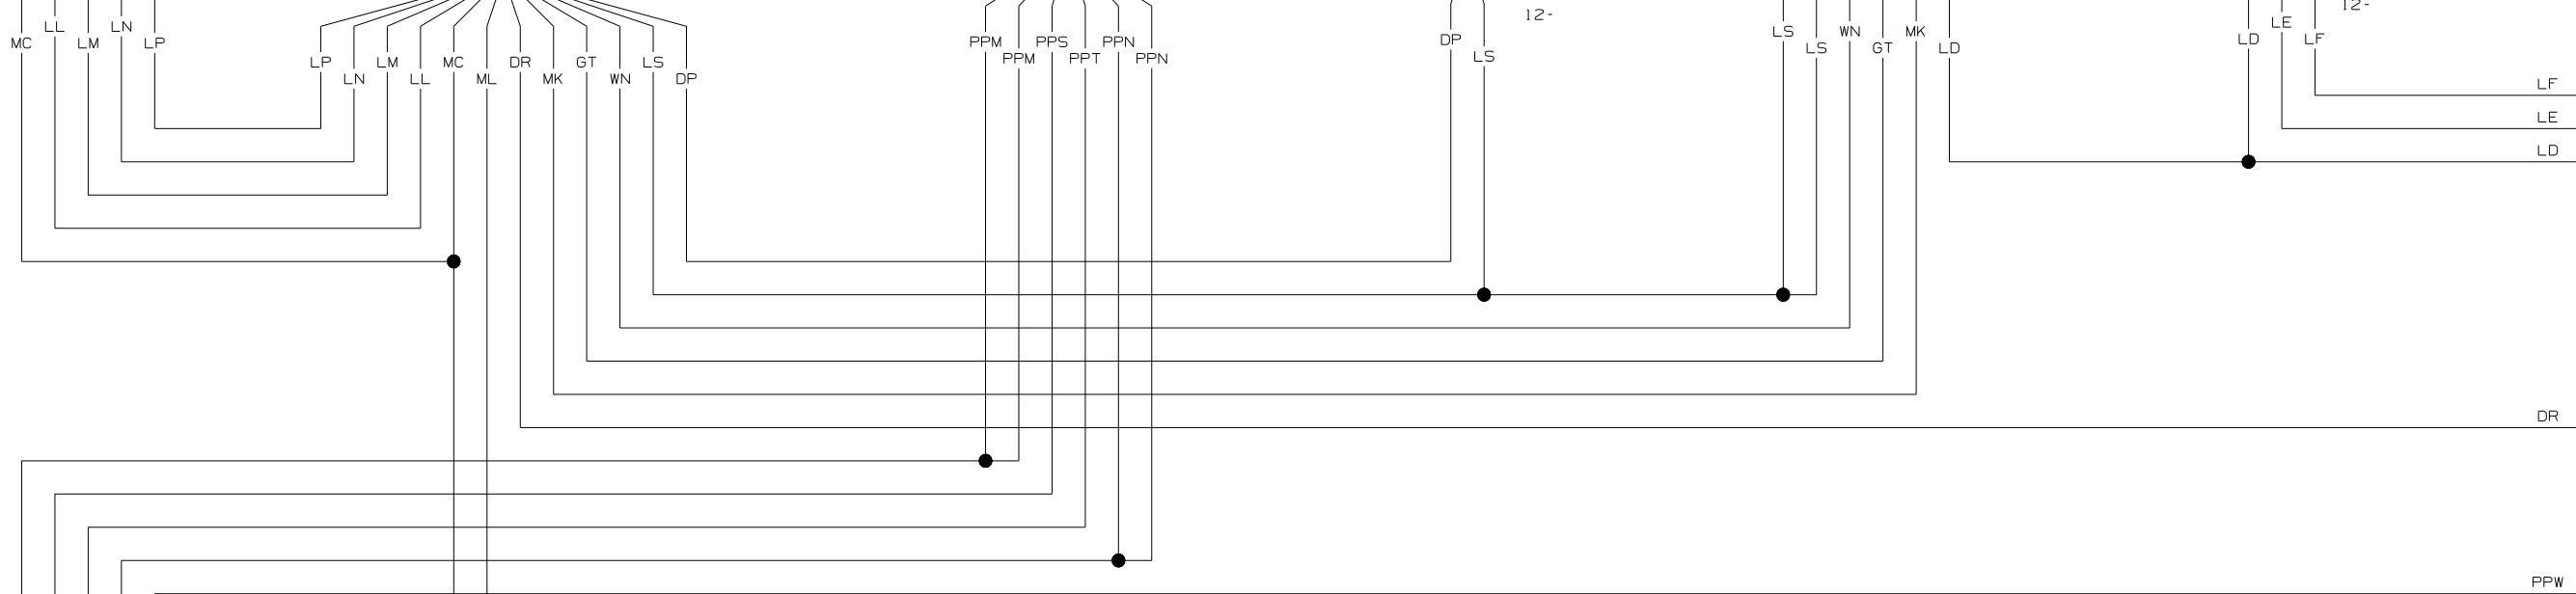 12-
12-
LL LN LE
MC LM LP PPM PPS PPN DP LS WN MK LD LF
LS GT LD
LP LM MC DR GT LS PPM PPT PPN LS
LN LL ML MK WN DP
LF
LE
LD
DR
PPW